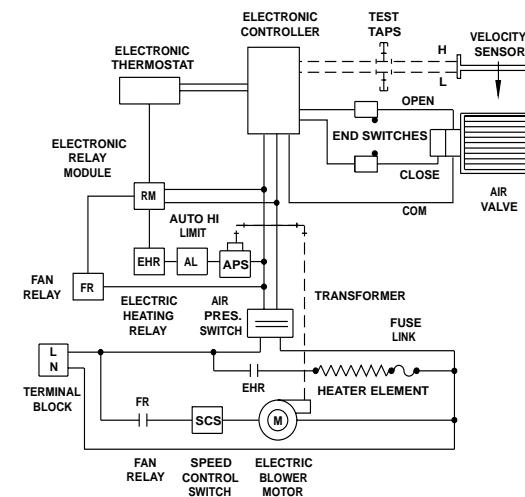 ELECTRONIC
CONTROLLER
TEST
TAPS
H
L
VELOCITY
SENSOR
ELECTRONIC
THERMOSTAT
OPEN
END SWITCHES
CLOSE
COM
AIR
VALVE
ELECTRONIC
RELAY
MODULE
RM
AUTO HI
LIMIT
EHR
AL
APS
FAN
RELAY
FR
ELECTRIC
HEATING
RELAY
AIR
PRES.
SWITCH
TRANSFORMER
FUSE
LINK
L
N
TERMINAL
BLOCK
EHR
HEATER ELEMENT
FR
SCS
M
FAN
RELAY
SPEED
CONTROL
SWITCH
ELECTRIC
BLOWER
MOTOR